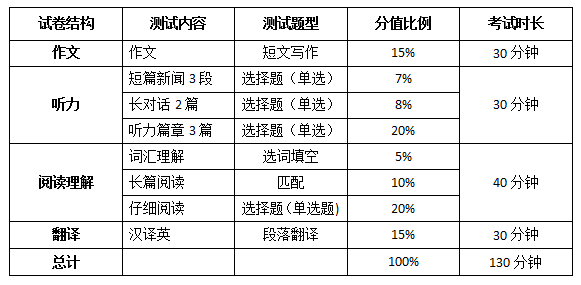 试卷结构 测试内容 测试题型 分值比例 考试时长
作文 作文 短文写作 15% 30 分钟
听力 短篇新闻 3 段 选择题（单选） 7% 30 分钟
长对话 2 篇 选择题（单选） 8%
听力篇章 3 篇 选择题（单选） 20%
阅读理解 词汇理解 选词填空 5% 40 分钟
长篇阅读 匹配 10%
仔细阅读 选择题（单选题) 20%
翻译 汉译英 段落翻译 15% 30 分钟
总计 100% 130 分钟